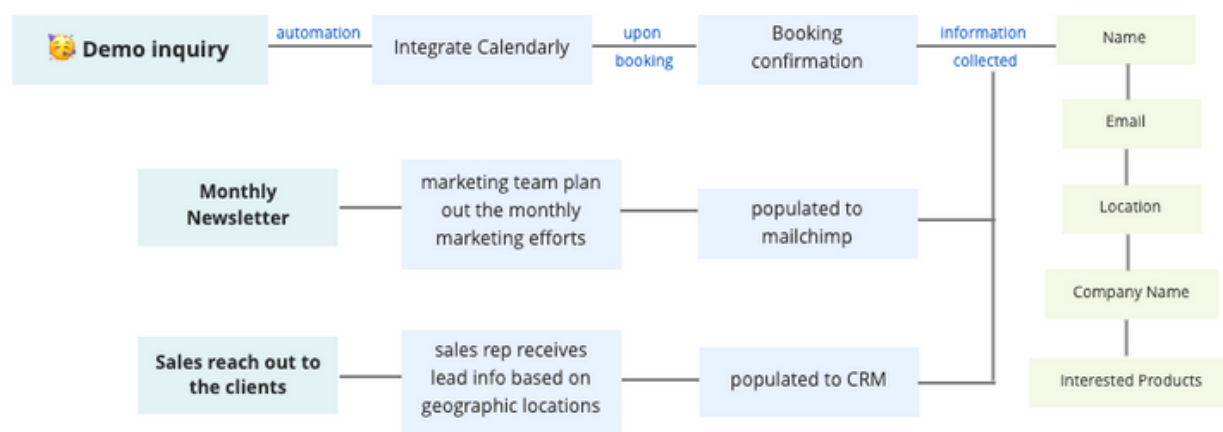 🥳 Demo inquiry
automation
Integrate Calendarly
upon
booking
Booking
confirmation
information
collected
Name
Email
Location
Company Name
Interested Products
Monthly
Newsletter
marketing team plan
out the monthly
marketing efforts
populated to
mailchimp
Sales reach out to
the clients
sales rep receives
lead info based on
geographic locations
populated to CRM